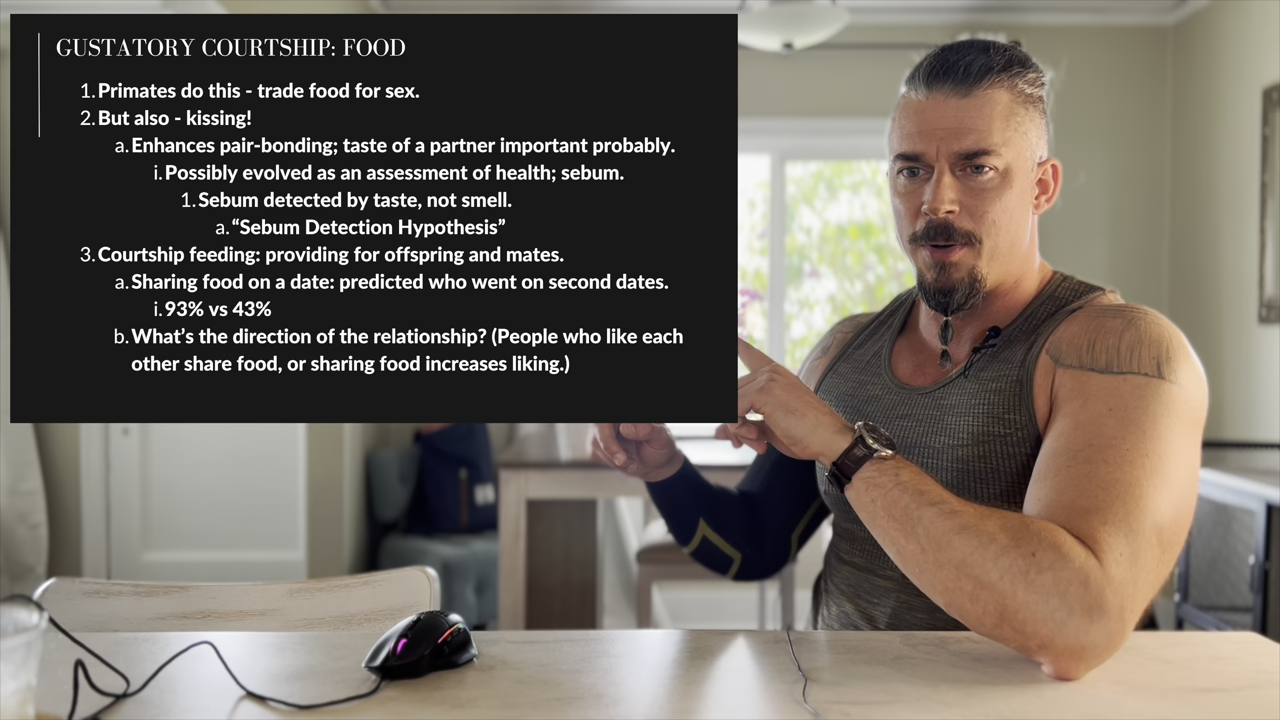 GUSTATORY COURTSHIP: FOOD
1. Primates do this - trade food for sex.
2. But also - kissing!
a. Enhances pair-bonding; taste of a partner important probably.
i. Possibly evolved as an assessment of health; sebum.
1. Sebum detected by taste, not smell.
a. “Sebum Detection Hypothesis”
3. Courtship feeding: providing for offspring and mates.
a. Sharing food on a date: predicted who went on second dates.
i. 93% vs 43%
b. What’s the direction of the relationship? (People who like each
other share food, or sharing food increases liking.)